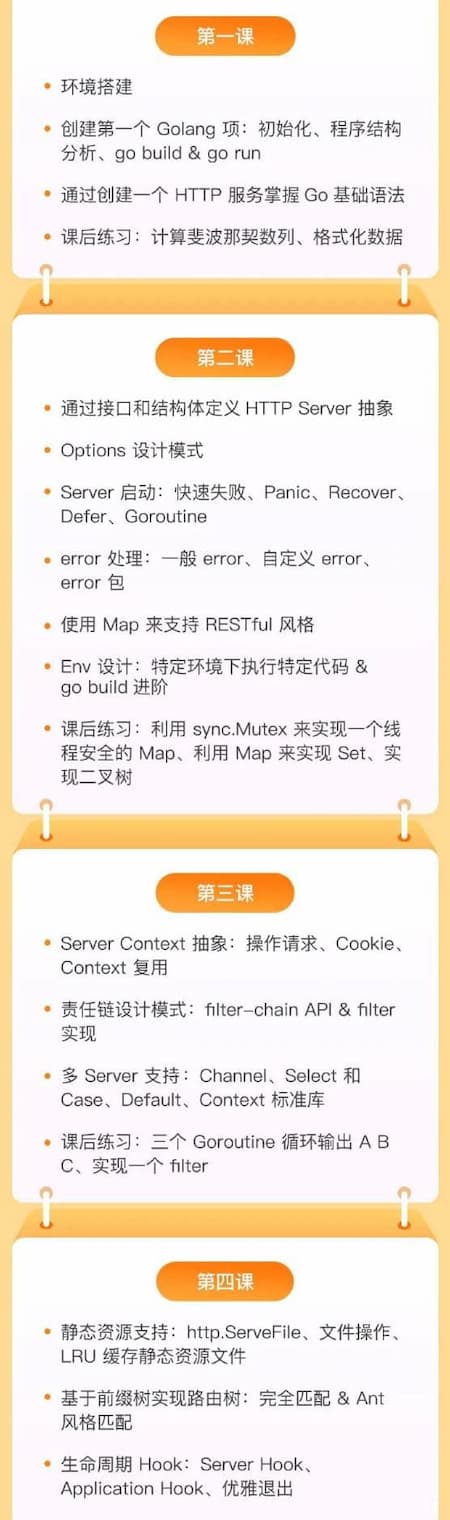 第一课
环境搭建
创建第一个 Golang 项：初始化、程序结构
分析、go build & go run
通过创建一个 HTTP 服务掌握 Go 基础语法
课后练习：计算斐波那契数列、格式化数据
第二课
通过接口和结构体定义 HTTP Server 抽象
Options 设计模式
Server 启动：快速失败、Panic、Recover、
Defer、Goroutine
error 处理：一般 error、自定义 error、
error 包
使用 Map 来支持 RESTful 风格
Env 设计：特定环境下执行特定代码 &
go build 进阶
课后练习：利用 sync.Mutex 来实现一个线
程安全的 Map、利用 Map 来实现 Set、实
现二叉树
第三课
Server Context 抽象：操作请求、Cookie、
Context 复用
责任链设计模式：filter-chain API & filter
实现
多 Server 支持：Channel、Select 和
Case、Default、Context 标准库
课后练习：三个 Goroutine 循环输出 A B
C、实现一个 filter
第四课
静态资源支持：http.ServeFile、文件操作、
LRU 缓存静态资源文件
基于前缀树实现路由树：完全匹配 & Ant
风格匹配
生命周期 Hook：Server Hook、
Application Hook、优雅退出